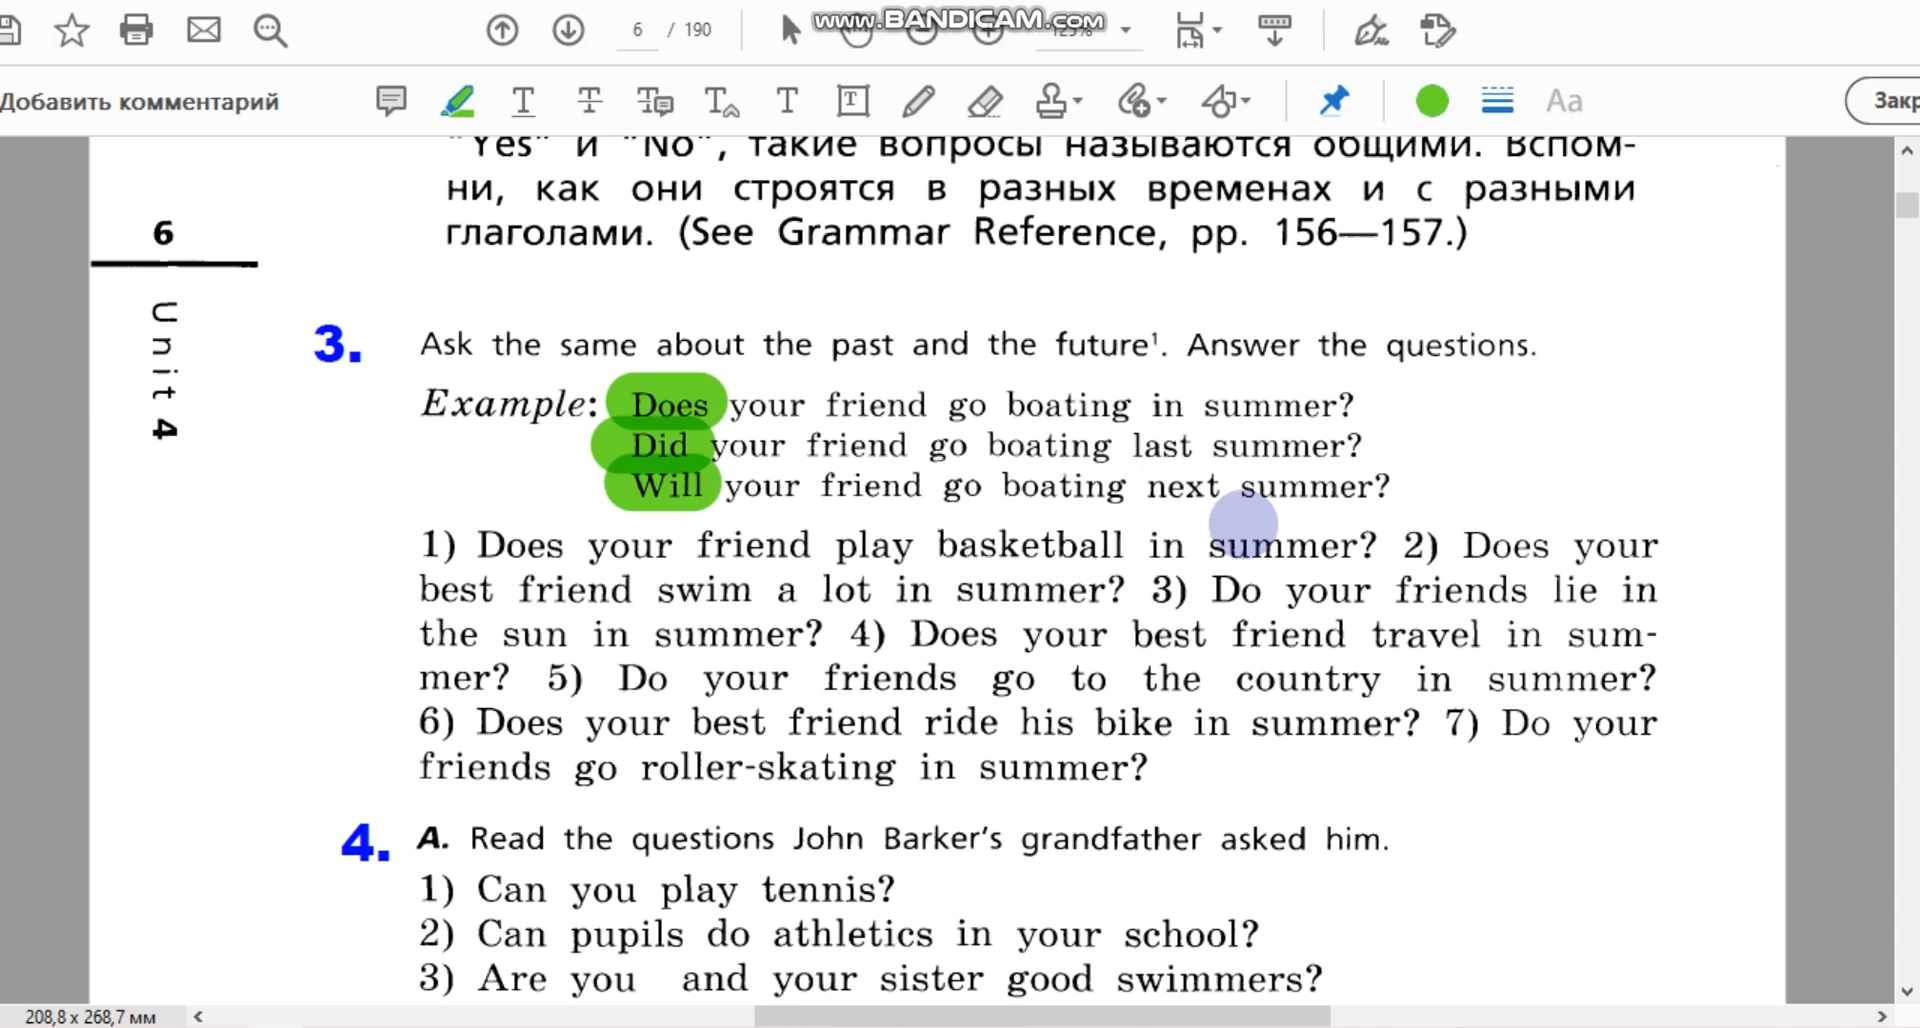 6 / 190
www.BANDICAM.com
125%
Добавить комментарий
Aa
Закр
"Yes" и "No", такие вопросы называются общими. Вспом-
ни, как они строятся в разных временах и с разными
глаголами. (See Grammar Reference, pp. 156—157.)
6
Unit 4
3. Ask the same about the past and the future¹. Answer the questions.
Example: Does your friend go boating in summer?
Did your friend go boating last summer?
Will your friend go boating next summer?
1) Does your friend play basketball in summer? 2) Does your
best friend swim a lot in summer? 3) Do your friends lie in
the sun in summer? 4) Does your best friend travel in sum-
mer? 5) Do your friends go to the country in summer?
6) Does your best friend ride his bike in summer? 7) Do your
friends go roller-skating in summer?
4. A. Read the questions John Barker's grandfather asked him.
1) Can you play tennis?
2) Can pupils do athletics in your school?
3) Are you and your sister good swimmers?
208,8 x 268,7 мм